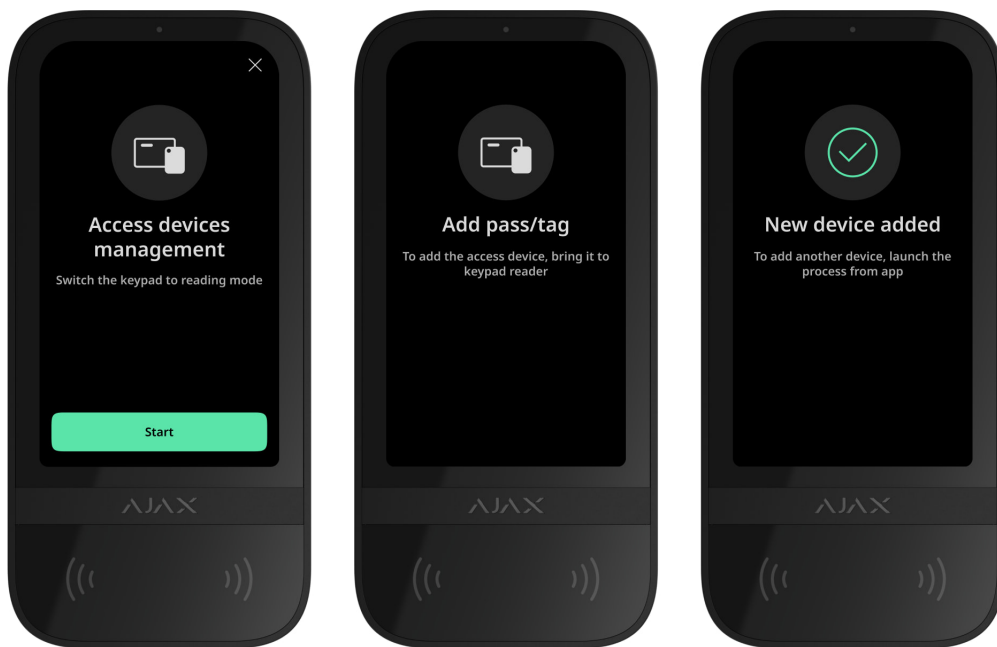 Access devices
management
Switch the keypad to reading mode
Start
AJAX
Add pass/tag
To add the access device, bring it to
keypad reader
AJAX
New device added
To add another device, launch the
process from app
AJAX